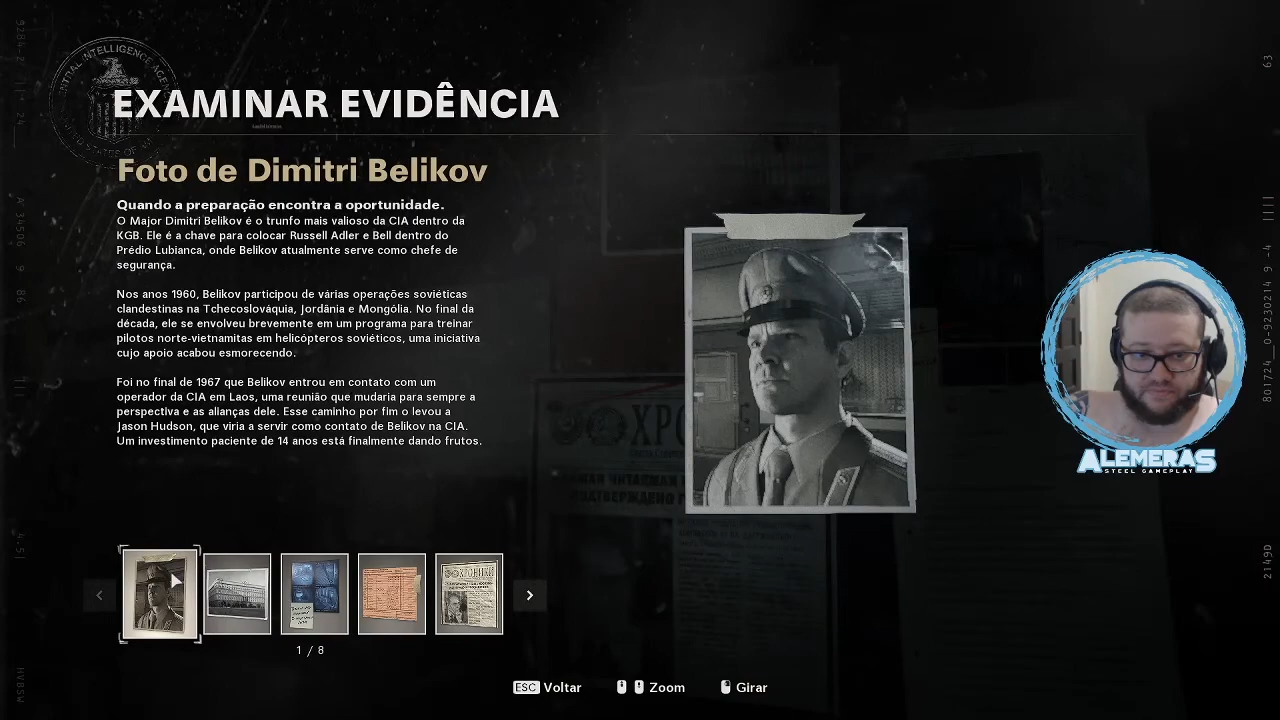 EXAMINAR EVIDÊNCIA
Foto de Dimitri Belikov
Quando a preparação encontra a oportunidade.
O Major Dimitri Belikov é o trunfo mais valioso da CIA dentro da
KGB. Ele é a chave para colocar Russell Adler e Bell dentro do
Prédio Lubianca, onde Belikov atualmente serve como chefe de
segurança.
Nos anos 1960, Belikov participou de várias operações soviéticas
clandestinas na Tchecoslováquia, Jordânia e Mongólia. No final da
década, ele se envolveu brevemente em um programa para treinar
pilotos norte-vietnamitas em helicópteros soviéticos, uma iniciativa
cujo apoio acabou esmorecendo.
Foi no final de 1967 que Belikov entrou em contato com um
operador da CIA em Laos, uma reunião que mudaria para sempre a
perspectiva e as alianças dele. Esse caminho por fim o levou a
Jason Hudson, que viria a servir como contato de Belikov na CIA.
Um investimento paciente de 14 anos está finalmente dando frutos.
ALEMERAS
STEEL GAMEPLAY
1 / 8
ESC Voltar
Zoom
Girar
63
801724__0-9230214 9 -4
2149D